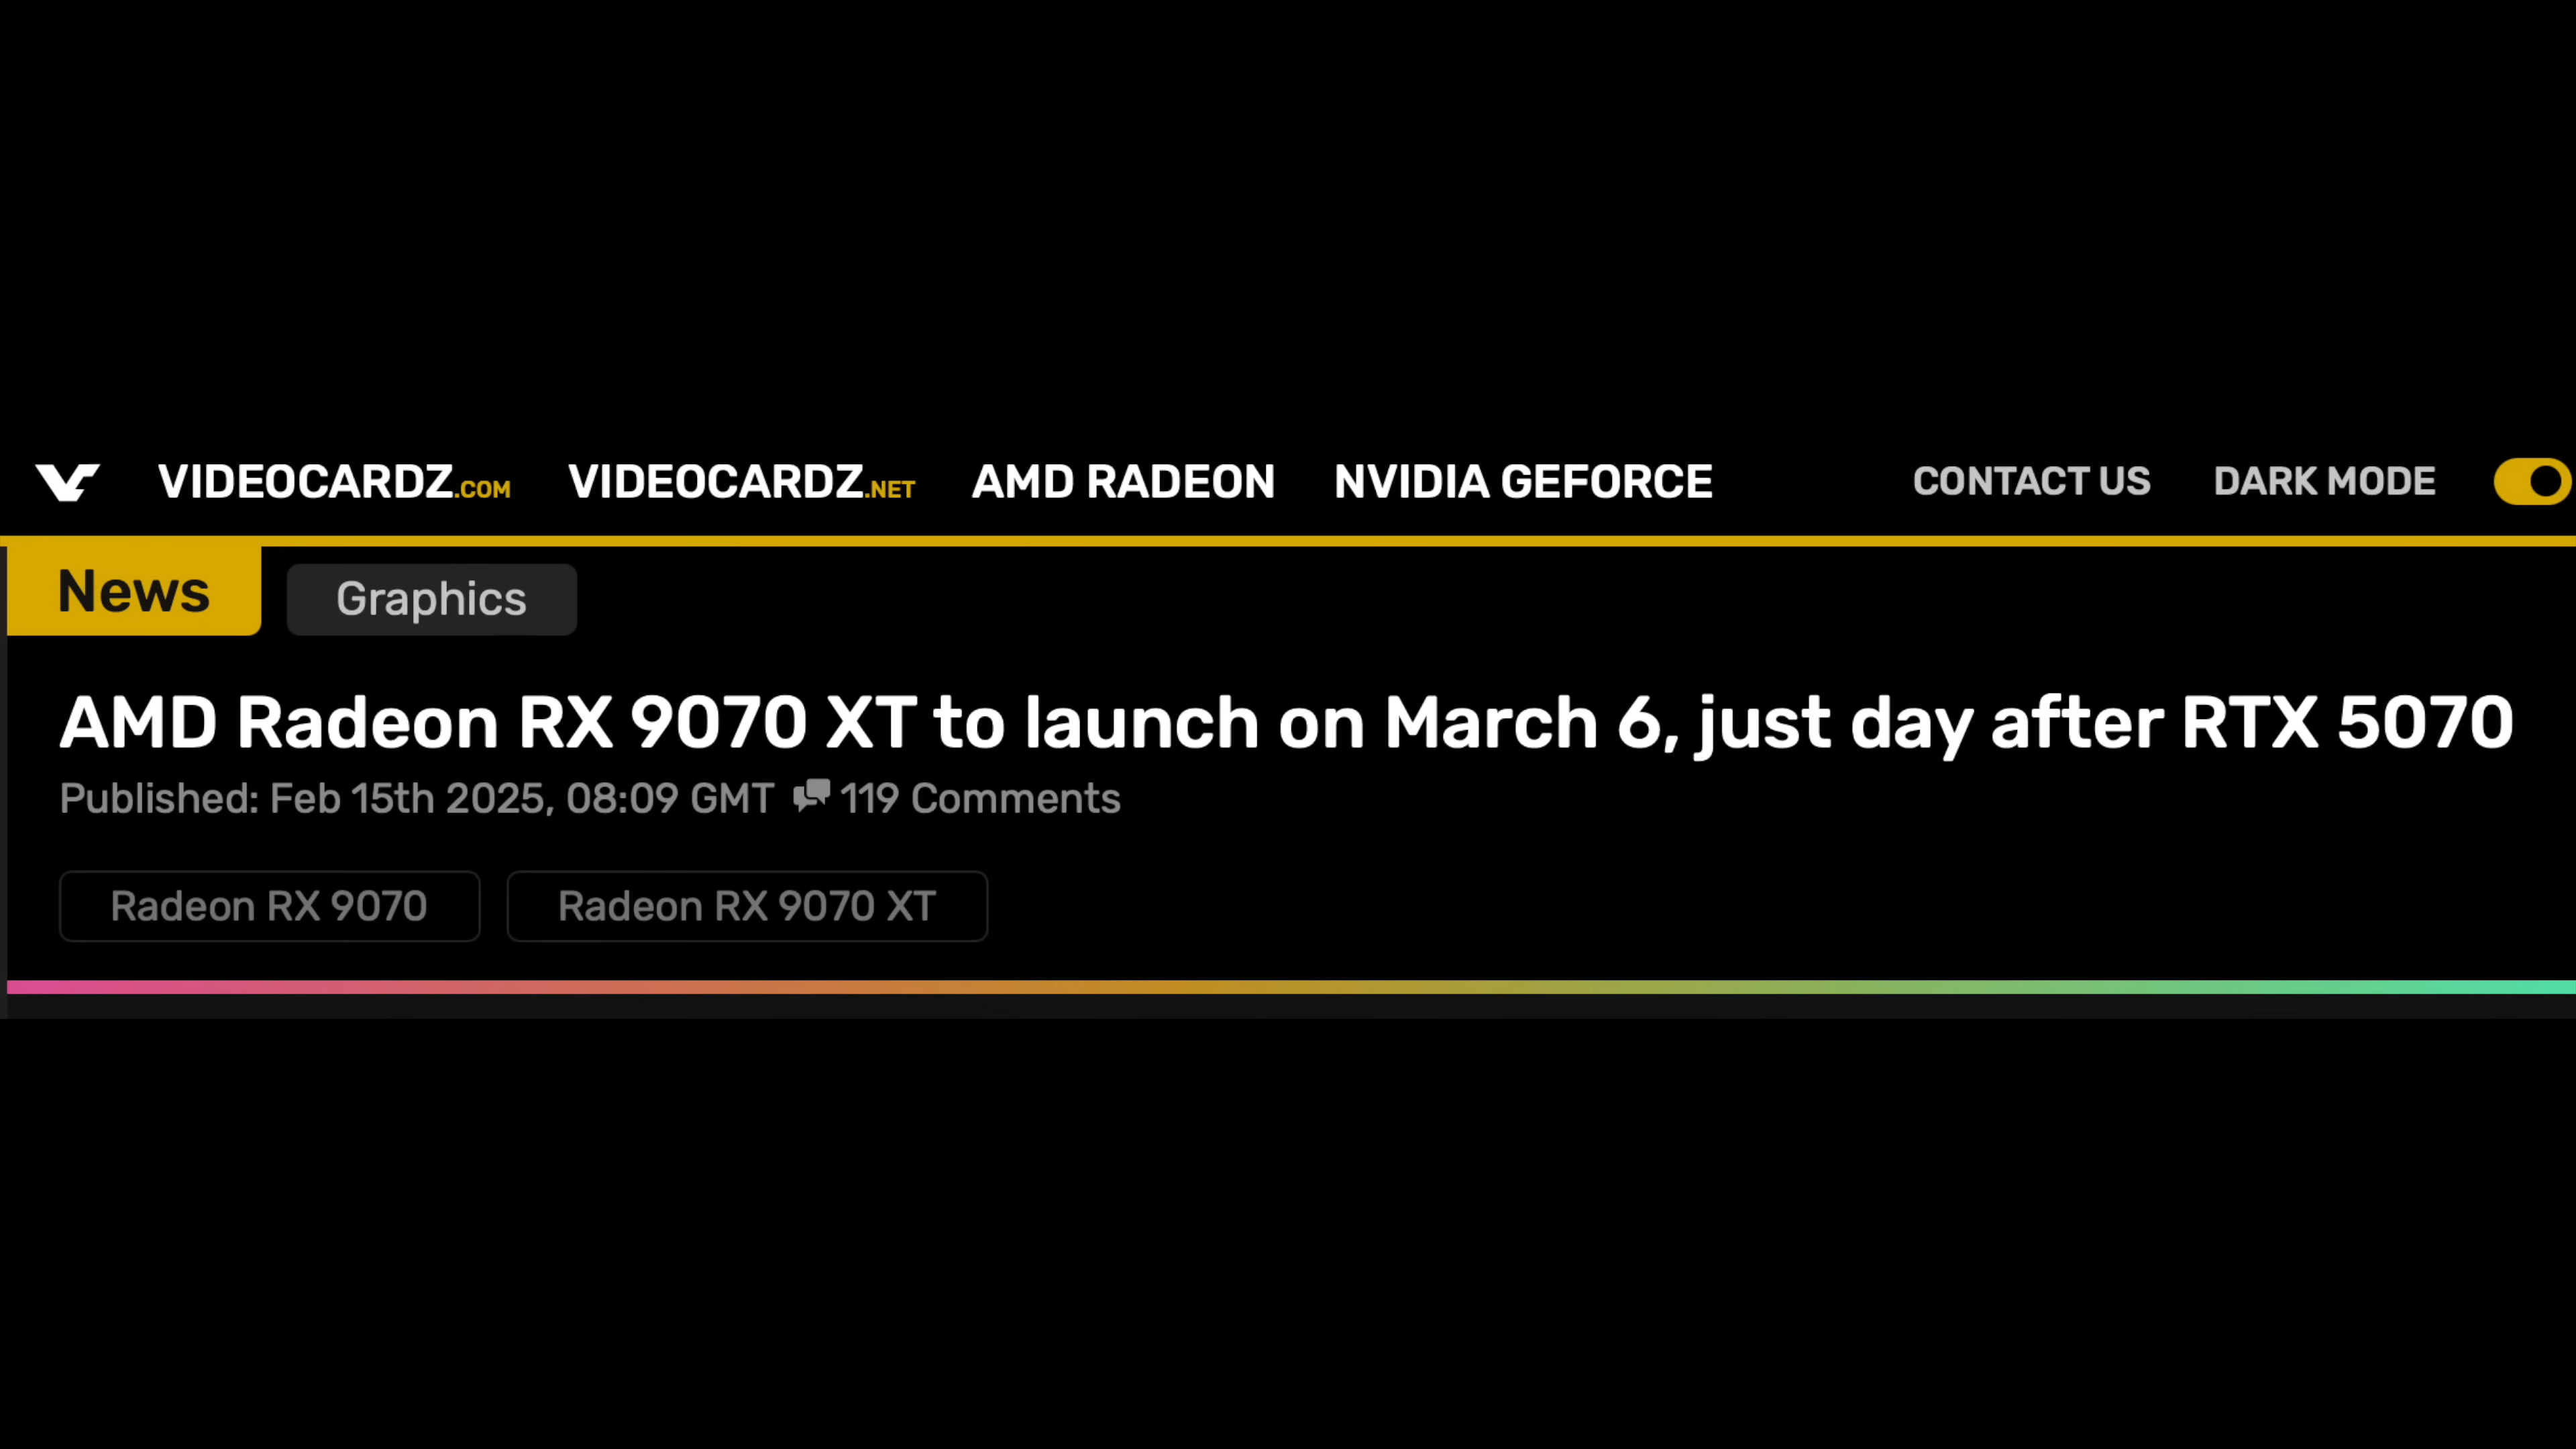 VIDEOCARDZ.COM VIDEOCARDZ.NET AMD RADEON NVIDIA GEFORCE CONTACT US DARK MODE
News Graphics
AMD Radeon RX 9070 XT to launch on March 6, just day after RTX 5070
Published: Feb 15th 2025, 08:09 GMT 119 Comments
Radeon RX 9070 Radeon RX 9070 XT